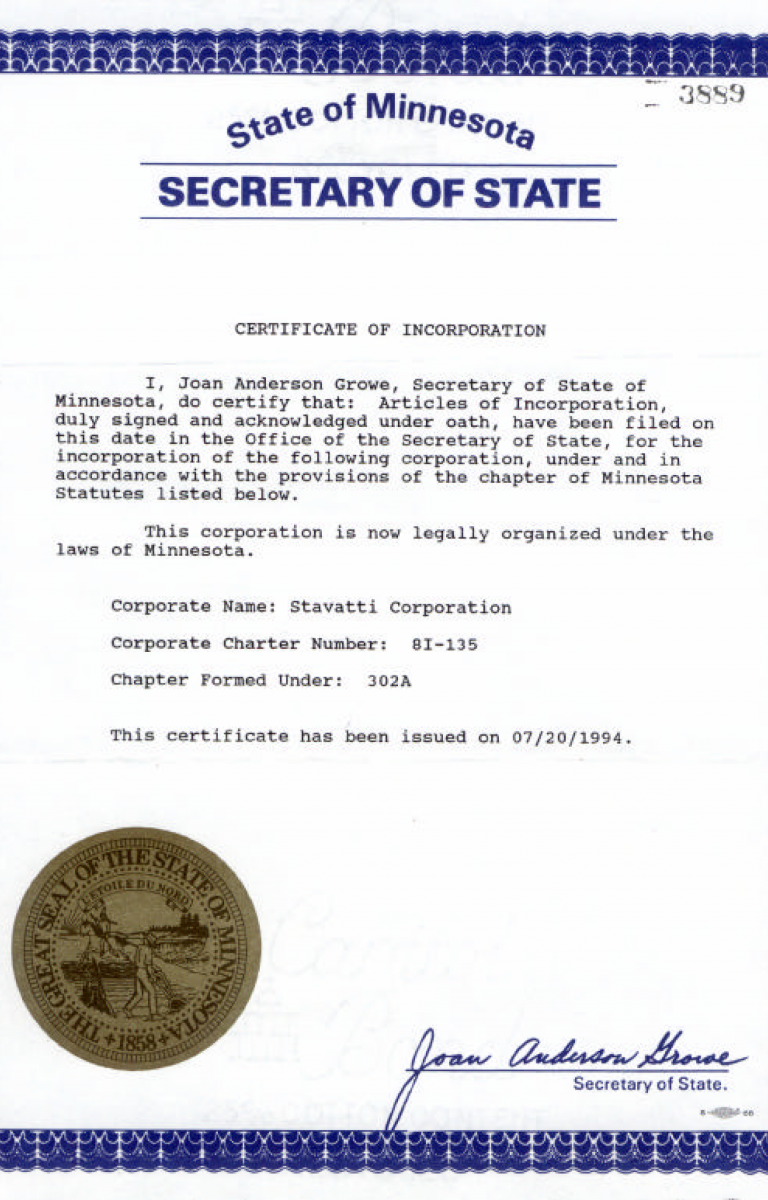 3889
State of Minnesota
SECRETARY OF STATE
CERTIFICATE OF INCORPORATION
I, Joan Anderson Growe, Secretary of State of
Minnesota, do certify that: Articles of Incorporation,
duly signed and acknowledged under oath, have been filed on
this date in the Office of the Secretary of State, for the
incorporation of the following corporation, under and in
accordance with the provisions of the chapter of Minnesota
Statutes listed below.
This corporation is now legally organized under the
laws of Minnesota.
Corporate Name: Stavatti Corporation
Corporate Charter Number: 8I-135
Chapter Formed Under: 302A
This certificate has been issued on 07/20/1994.
THE GREAT SEAL OF THE STATE OF MINNESOTA
L'ETOILE DU NORD
1858
Joan Anderson Growe
Secretary of State.